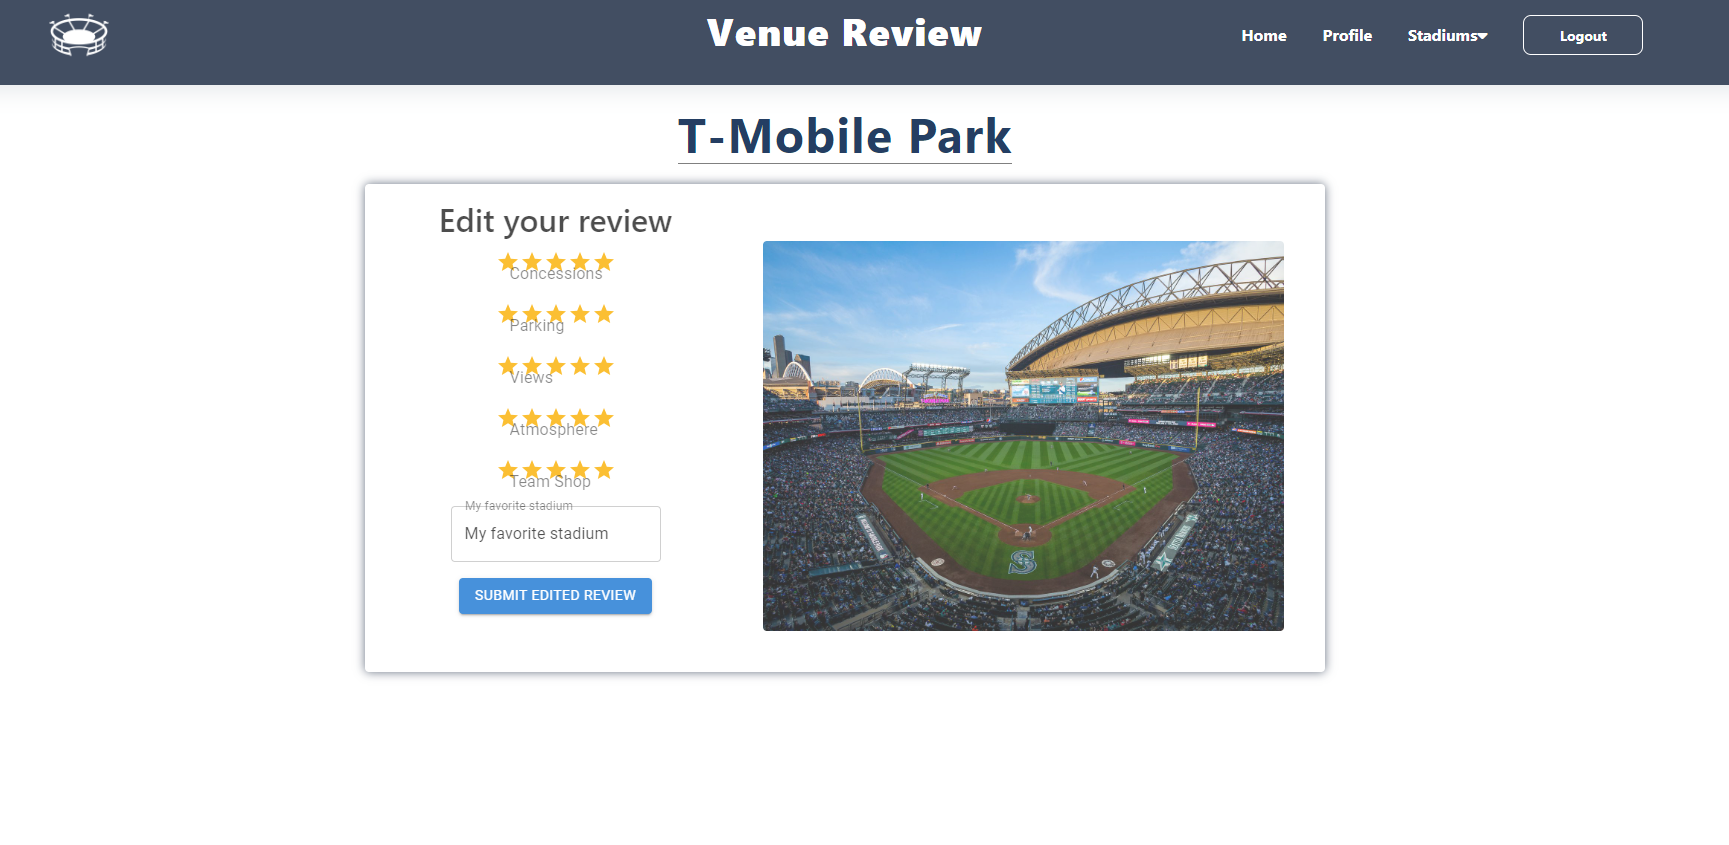 Venue Review
Home
Profile
Stadiums
Logout
T-Mobile Park
Edit your review
Concessions
Parking
Views
Atmosphere
Team Shop
My favorite stadium
My favorite stadium
SUBMIT EDITED REVIEW